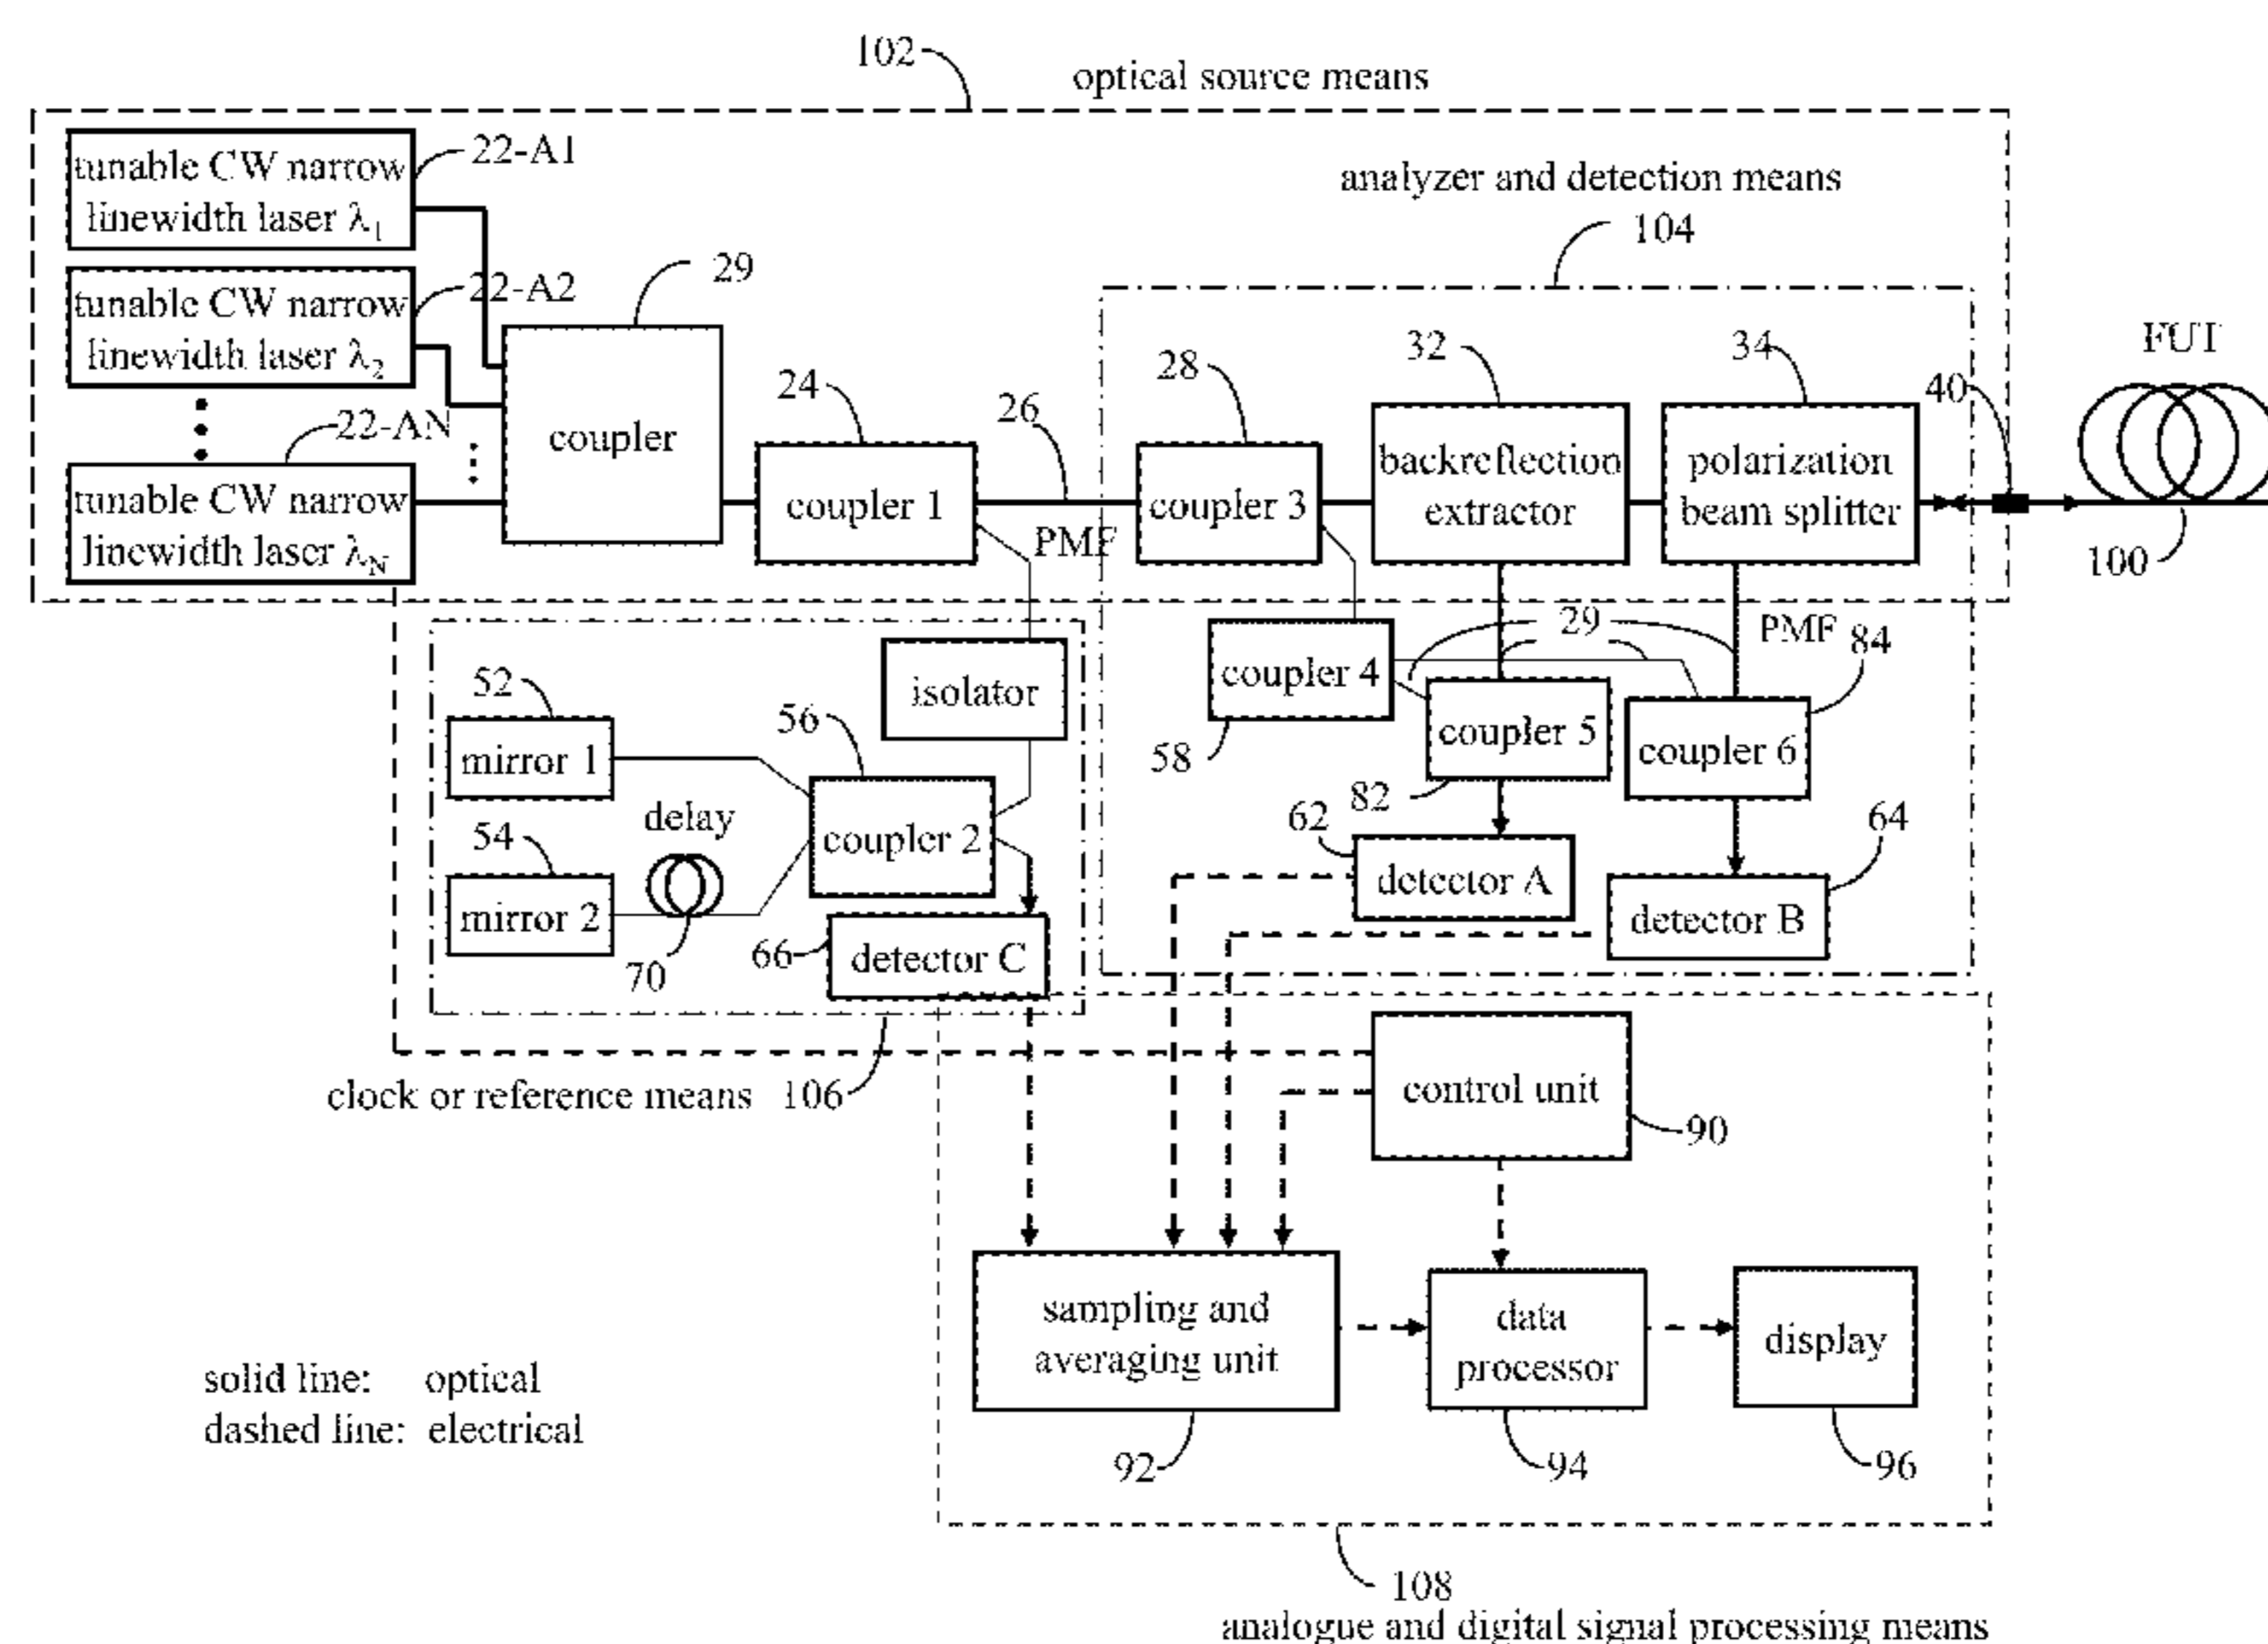 102
optical source means
tunable CW narrow
linewidth laser λ1
22-A1
analyzer and detection means
104
tunable CW narrow
linewidth laser λ2
22-A2
29
FUT
22-AN
tunable CW narrow
linewidth laser λN
coupler
24
coupler 1
26
PMF
28
coupler 3
32
backreflection
extractor
34
polarization
beam splitter
40
100
29
PMF
84
coupler 4
58
coupler 5
82
coupler 6
isolator
52
mirror 1
56
coupler 2
delay
54
mirror 2
70
66
detector C
62
detector A
64
detector B
clock or reference means 106
control unit
90
sampling and
averaging unit
92
data
processor
94
display
96
solid line: optical
dashed line: electrical
108
analogue and digital signal processing means